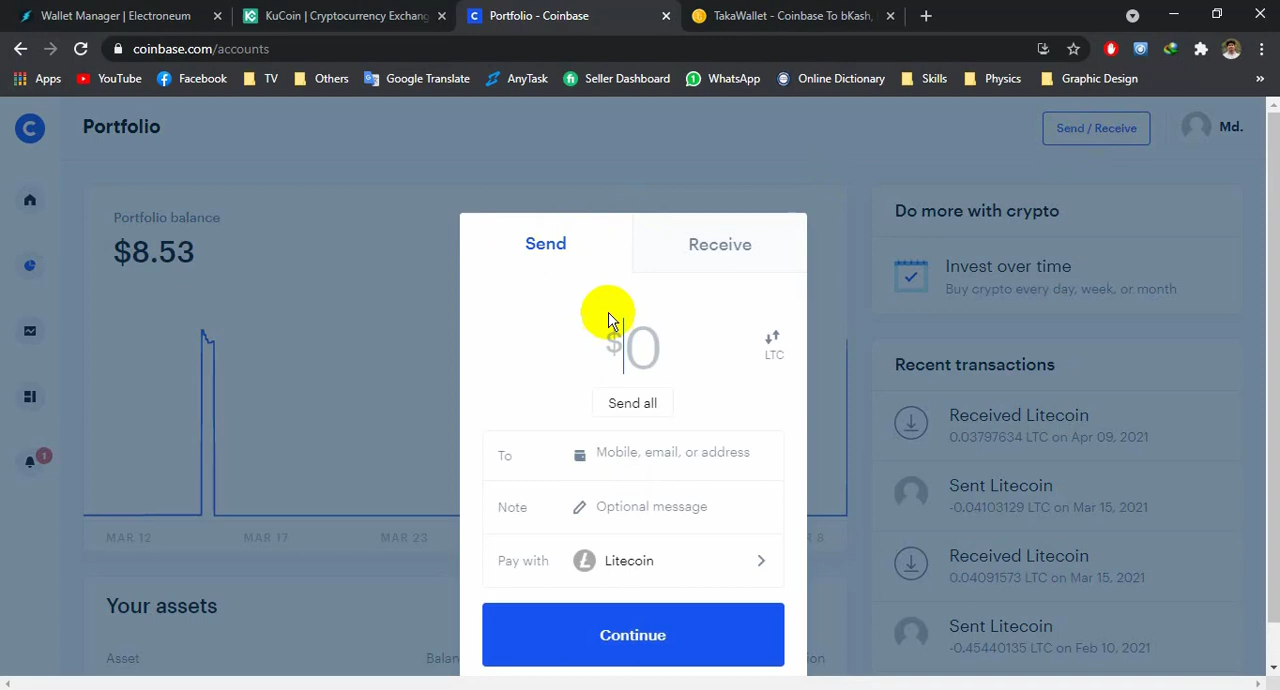 Wallet Manager | Electroneum
KuCoin | Cryptocurrency Exchang
Portfolio - Coinbase
TakaWallet - Coinbase To bKash,
coinbase.com/accounts
Apps
YouTube
Facebook
TV
Others
Google Translate
AnyTask
Seller Dashboard
WhatsApp
Online Dictionary
Skills
Physics
Graphic Design
Portfolio
Send / Receive
Md.
Portfolio balance
$8.53
MAR 12
MAR 17
MAR 23
8
Your assets
Asset
Balan
ion
Send
Receive
$0
LTC
Send all
To
Mobile, email, or address
Note
Optional message
Pay with
Litecoin
Continue
Do more with crypto
Invest over time
Buy crypto every day, week, or month
Recent transactions
Received Litecoin
0.03797634 LTC on Apr 09, 2021
Sent Litecoin
-0.04103129 LTC on Mar 15, 2021
Received Litecoin
0.04091573 LTC on Mar 15, 2021
Sent Litecoin
-0.45440135 LTC on Feb 10, 2021
1